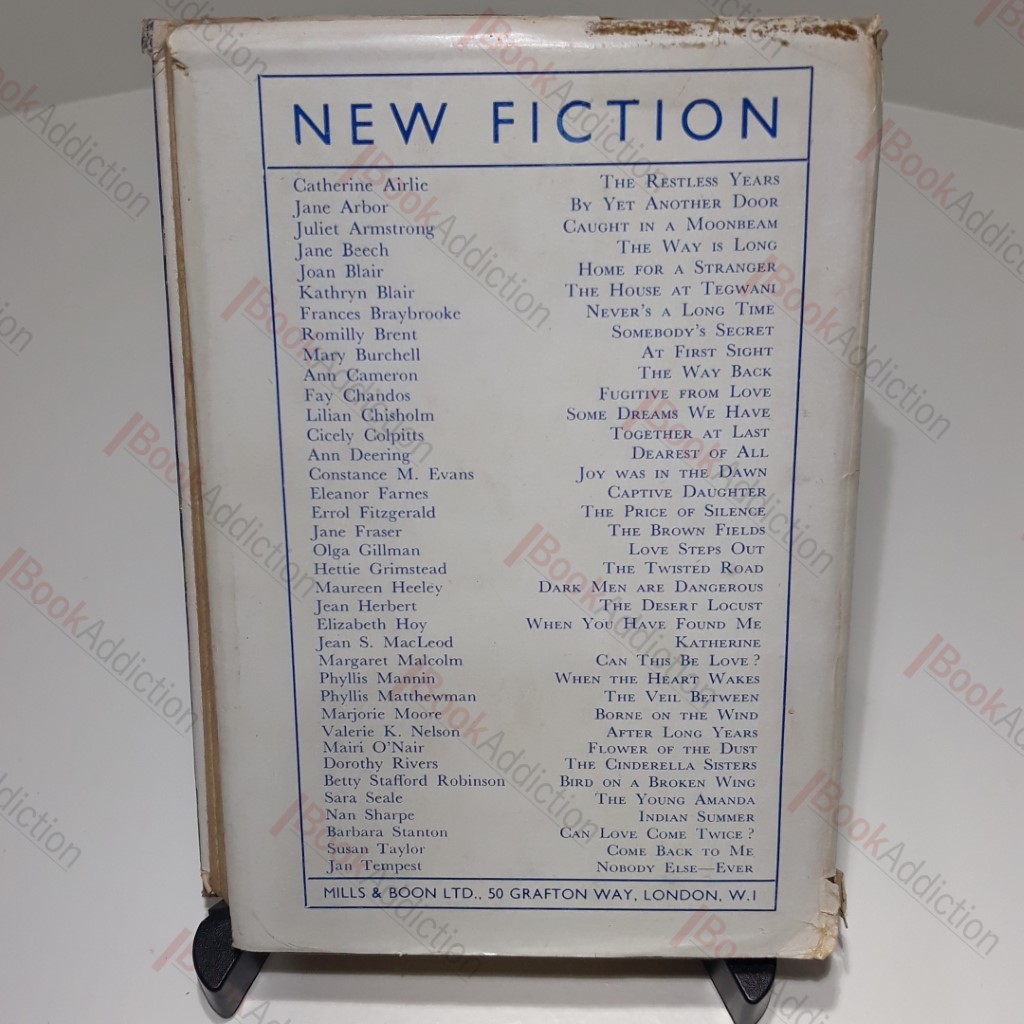 NEW FICTION
Catherine Airlie The Restless Years
Jane Arbor By Yet Another Door
Juliet Armstrong Caught in a Moonbeam
Jane Beech The Way is Long
Joan Blair Home for a Stranger
Kathryn Blair The House at Tegwani
Frances Braybrooke Never's a Long Time
Romilly Brent Somebody's Secret
Mary Burchell At First Sight
Ann Cameron The Way Back
Fay Chandos Fugitive from Love
Lilian Chisholm Some Dreams We Have
Cicely Colpitts Together at Last
Ann Deering Dearest of All
Constance M. Evans Joy was in the Dawn
Eleanor Farnes Captive Daughter
Errol Fitzgerald The Price of Silence
Jane Fraser The Brown Fields
Olga Gillman Love Steps Out
Hettie Grimstead The Twisted Road
Maureen Heeley Dark Men are Dangerous
Jean Herbert The Desert Locust
Elizabeth Hoy When You Have Found Me
Jean S. MacLeod Katherine
Margaret Malcolm Can This Be Love?
Phyllis Mannin When the Heart Wakes
Phyllis Matthewman The Veil Between
Marjorie Moore Borne on the Wind
Valerie K. Nelson After Long Years
Mairi O'Nair Flower of the Dust
Dorothy Rivers The Cinderella Sisters
Betty Stafford Robinson Bird on a Broken Wing
Sara Seale The Young Amanda
Nan Sharpe Indian Summer
Barbara Stanton Can Love Come Twice?
Susan Taylor Come Back to Me
Jan Tempest Nobody Else—Ever
MILLS & BOON LTD., 50 GRAFTON WAY, LONDON, W.1
BookAddiction